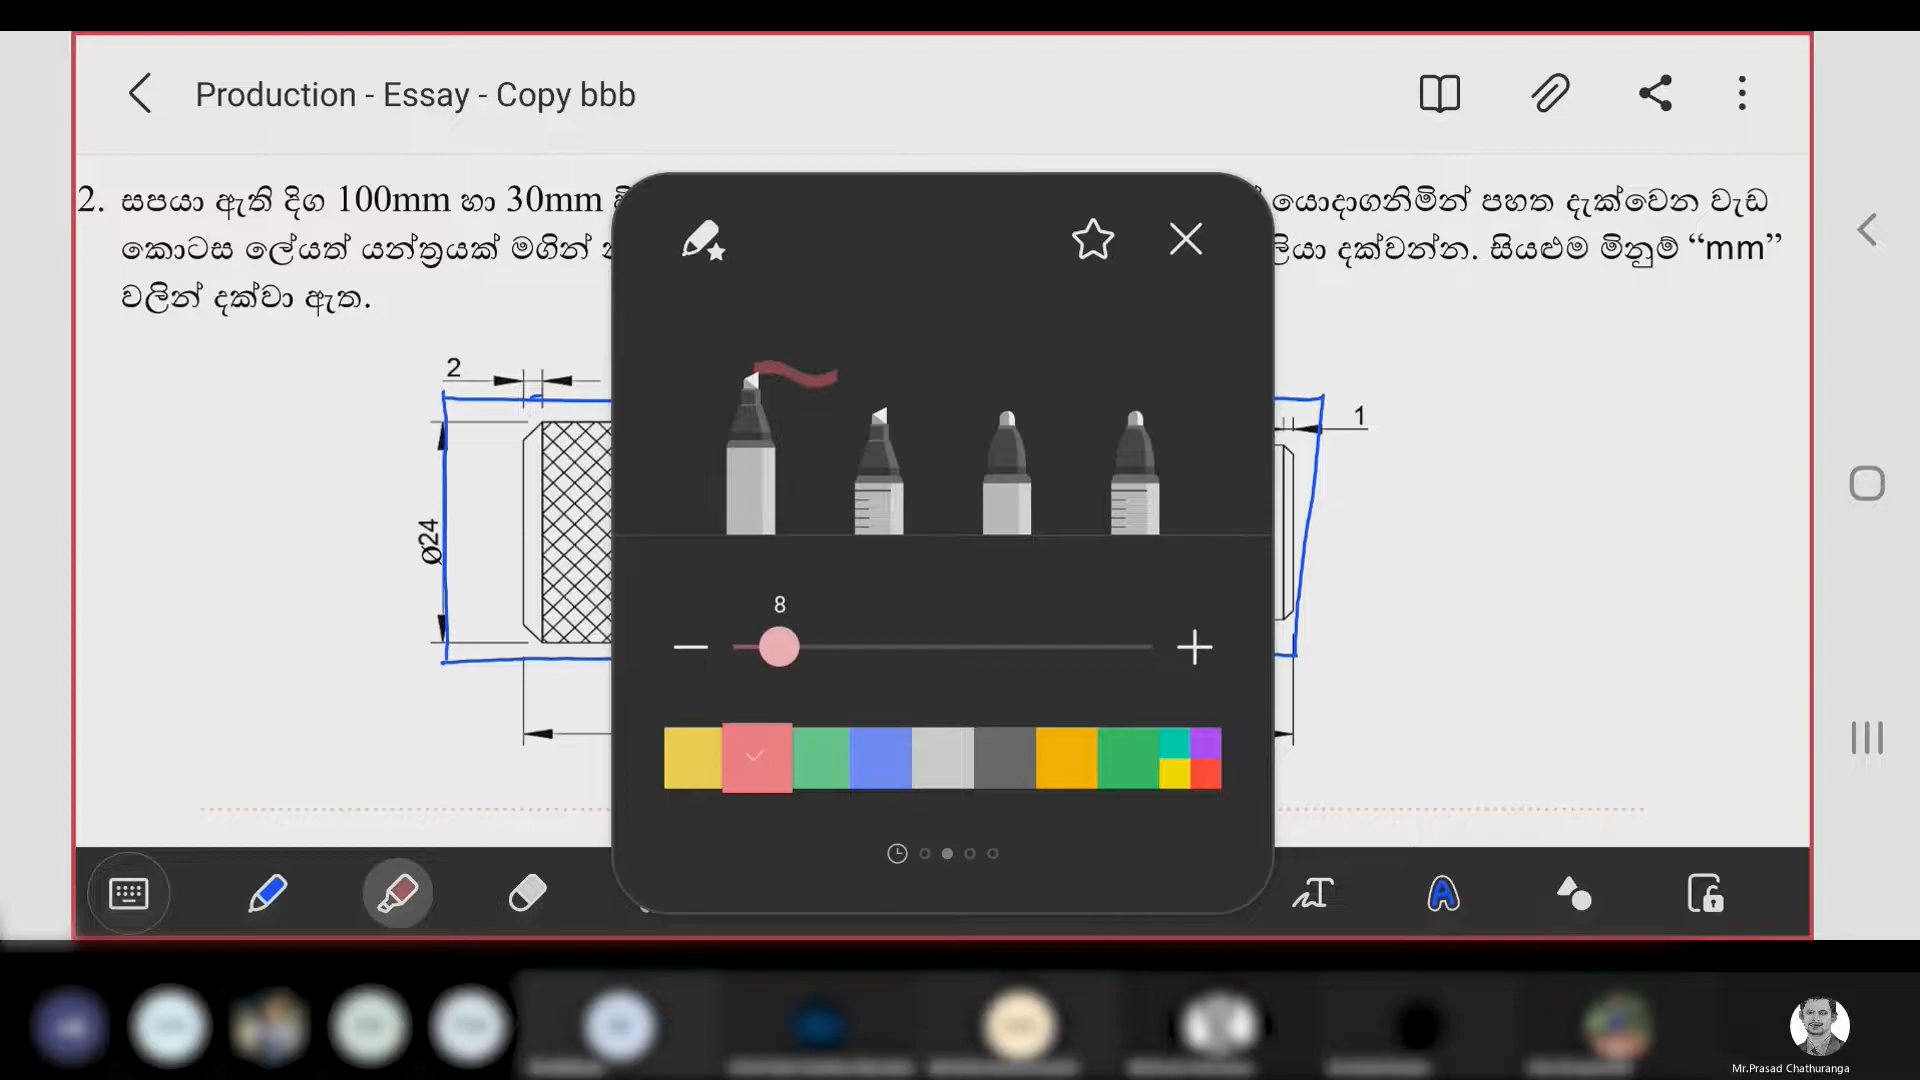 Production - Essay - Copy bbb
2. සපයා ඇති දිග 100mm හා 30mm
යොදාගනිමින් පහත දැක්වෙන වැඩ
කොටස ලේයත් යන්ත්‍රයක් මගින්
දක්වන්න. සියළුම මිනුම් “mm”
වලින් දක්වා ඇත.
2
1
ø24
8
Mr.Prasad Chathuranga